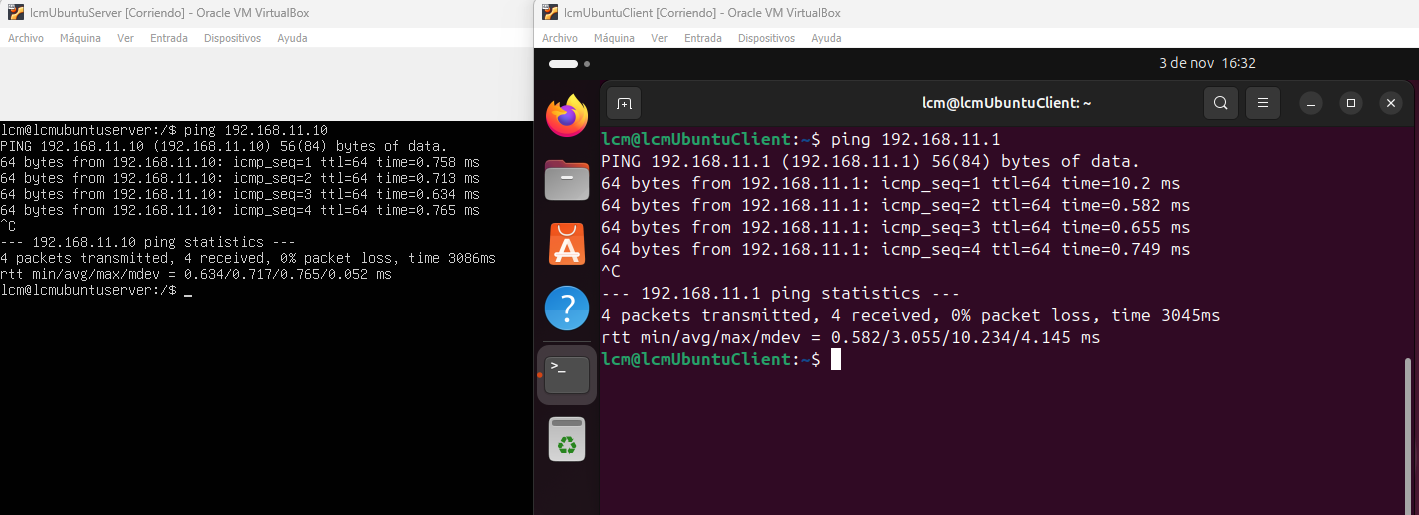 lcmUbuntuServer [Corriendo] - Oracle VM VirtualBox
Archivo Máquina Ver Entrada Dispositivos Ayuda
lcm@lcmubuntuserver:/$ ping 192.168.11.10
PING 192.168.11.10 (192.168.11.10) 56(84) bytes of data.
64 bytes from 192.168.11.10: icmp_seq=1 ttl=64 time=0.758 ms
64 bytes from 192.168.11.10: icmp_seq=2 ttl=64 time=0.713 ms
64 bytes from 192.168.11.10: icmp_seq=3 ttl=64 time=0.634 ms
64 bytes from 192.168.11.10: icmp_seq=4 ttl=64 time=0.765 ms
^C
--- 192.168.11.10 ping statistics ---
4 packets transmitted, 4 received, 0% packet loss, time 3086ms
rtt min/avg/max/mdev = 0.634/0.717/0.765/0.052 ms
lcm@lcmubuntuserver:/$ _
lcmUbuntuClient [Corriendo] - Oracle VM VirtualBox
Archivo Máquina Ver Entrada Dispositivos Ayuda
3 de nov 16:32
lcm@lcmUbuntuClient: ~
lcm@lcmUbuntuClient:~$ ping 192.168.11.1
PING 192.168.11.1 (192.168.11.1) 56(84) bytes of data.
64 bytes from 192.168.11.1: icmp_seq=1 ttl=64 time=10.2 ms
64 bytes from 192.168.11.1: icmp_seq=2 ttl=64 time=0.582 ms
64 bytes from 192.168.11.1: icmp_seq=3 ttl=64 time=0.655 ms
64 bytes from 192.168.11.1: icmp_seq=4 ttl=64 time=0.749 ms
^C
--- 192.168.11.1 ping statistics ---
4 packets transmitted, 4 received, 0% packet loss, time 3045ms
rtt min/avg/max/mdev = 0.582/3.055/10.234/4.145 ms
lcm@lcmUbuntuClient:~$